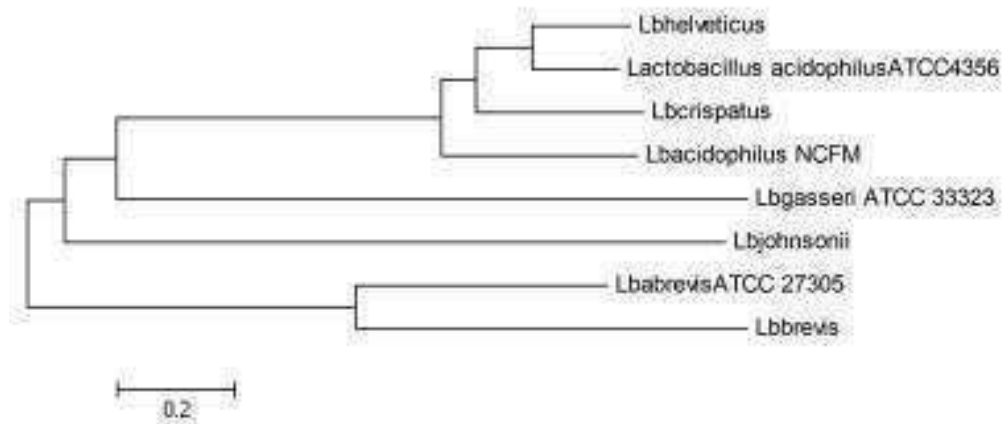 Lbhelveticus
Lactobacillus acidophilusATCC4356
Lbcrispatus
Lbacidophilus NCFM
Lbgasseri ATCC 33323
Lbjohnsonii
LbabrevisATCC 27305
Lbbrevis
0.2